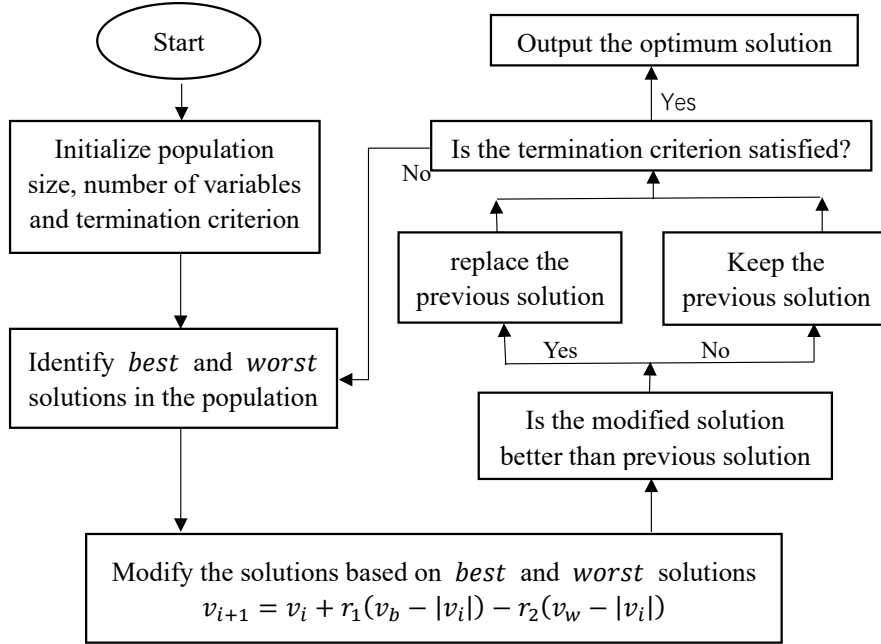 Start
Initialize population
size, number of variables
and termination criterion
Identify best and worst
solutions in the population
Modify the solutions based on best and worst solutions
v_{i+1} = v_i + r_1(v_b − |v_i|) − r_2(v_w − |v_i|)
Is the modified solution
better than previous solution
Yes
No
replace the
previous solution
Keep the
previous solution
Is the termination criterion satisfied?
No
Yes
Output the optimum solution